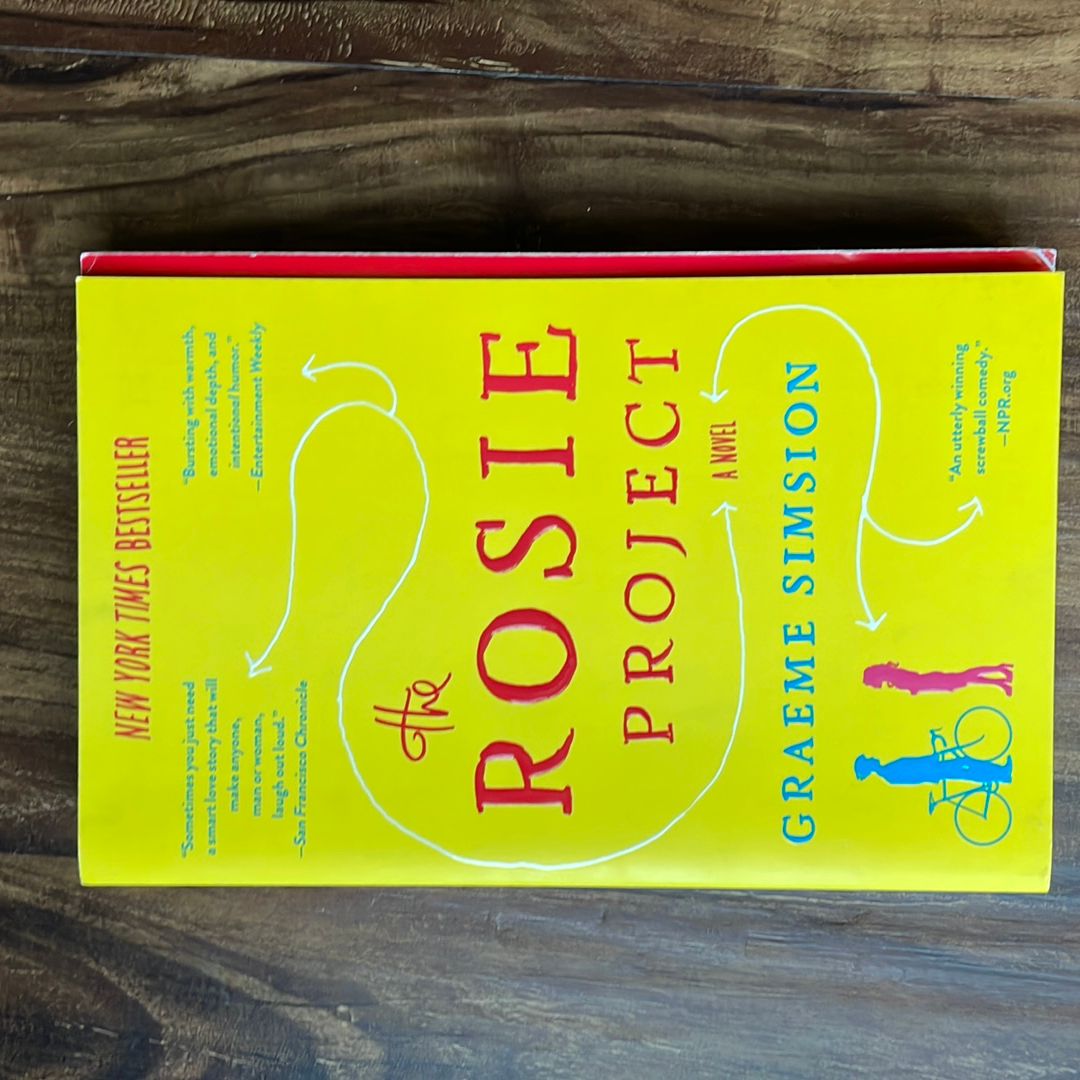 NEW YORK TIMES BESTSELLER
“Sometimes you just need
a smart love story that will
make anyone,
man or woman,
laugh out loud.”
—San Francisco Chronicle
“Bursting with warmth,
emotional depth, and
intentional humor.”
—Entertainment Weekly
the
ROSIE
PROJECT
A NOVEL
GRAEME SIMSION
“An utterly winning
screwball comedy.”
—NPR.org